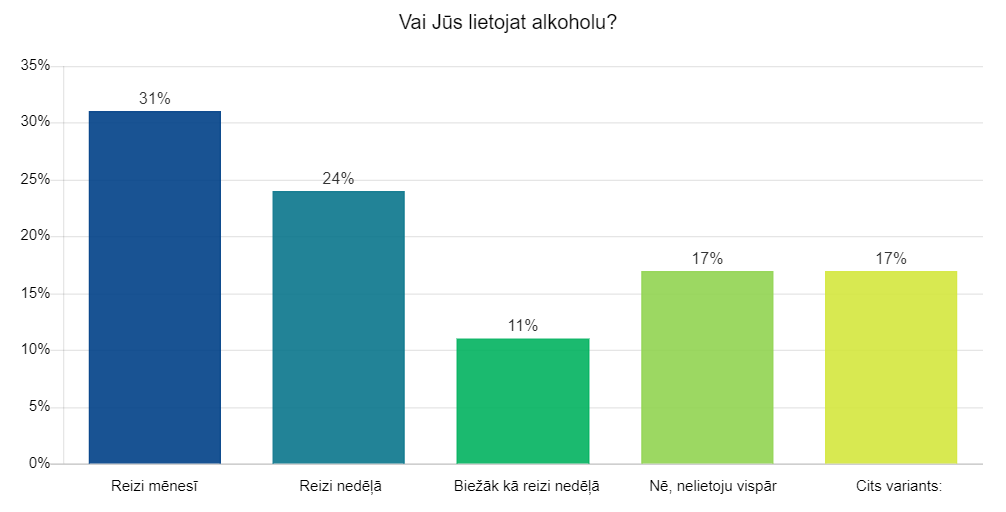 Vai Jūs lietojat alkoholu?
35%
30%
25%
20%
15%
10%
5%
0%
31%
24%
11%
17%
17%
Reizi mēnesī
Reizi nedēļā
Biežāk kā reizi nedēļā
Nē, nelietoju vispār
Cits variants: